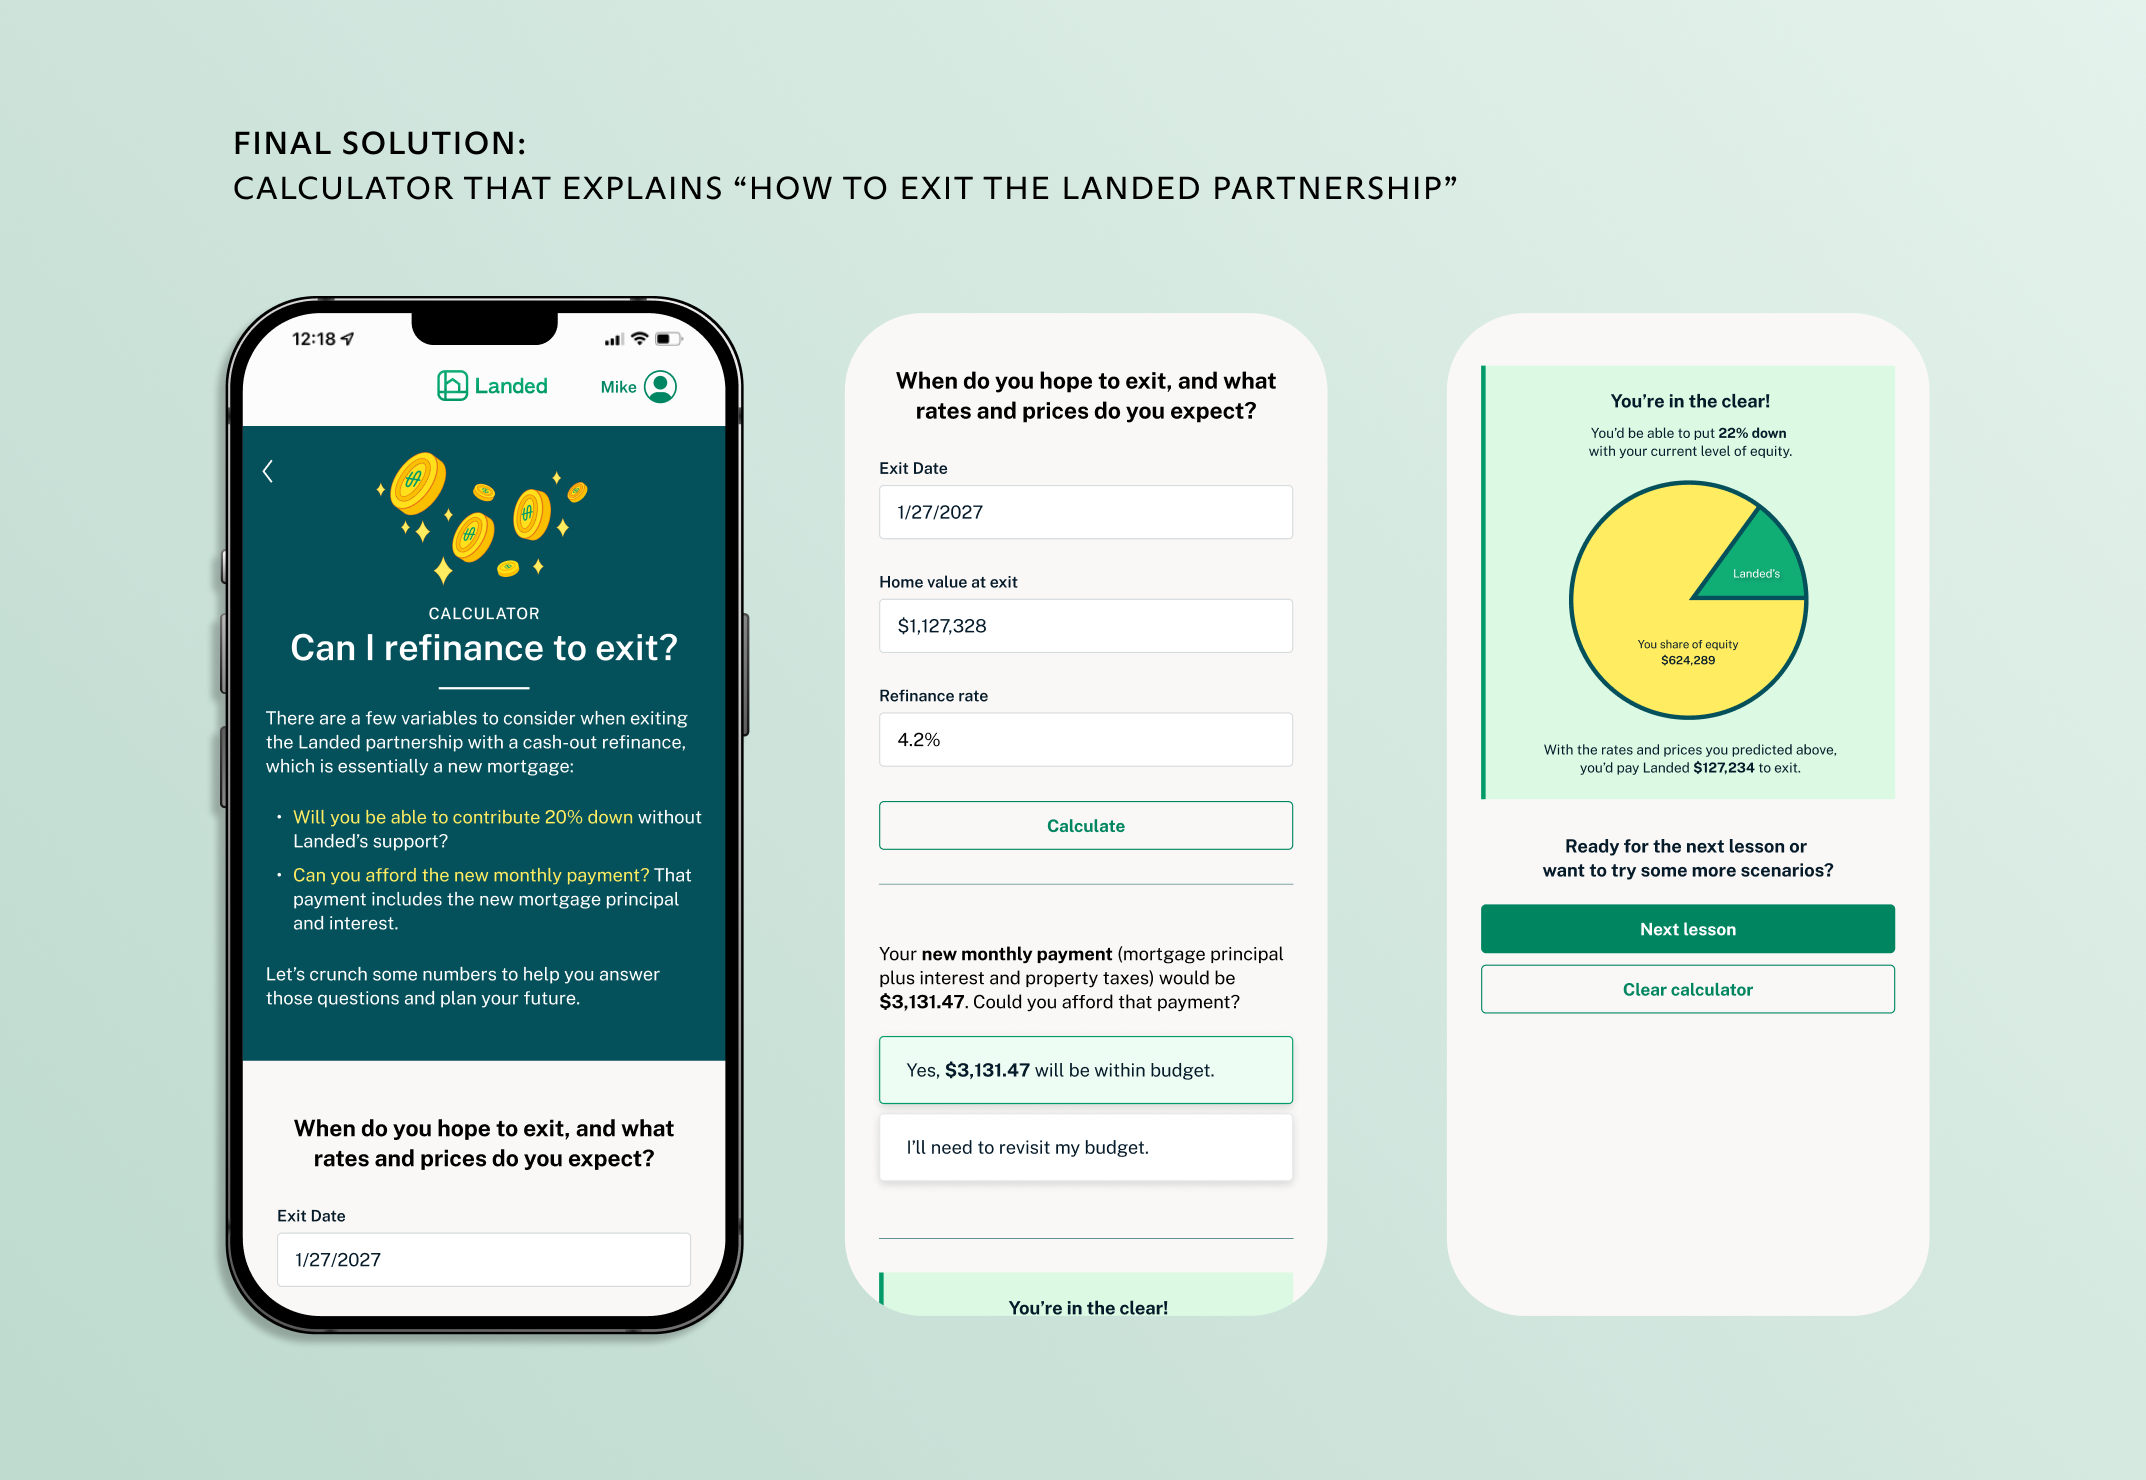 FINAL SOLUTION:
CALCULATOR THAT EXPLAINS “HOW TO EXIT THE LANDED PARTNERSHIP”
12:18
Landed
Mike
CALCULATOR
Can I refinance to exit?
There are a few variables to consider when exiting
the Landed partnership with a cash-out refinance,
which is essentially a new mortgage:
• Will you be able to contribute 20% down without
Landed’s support?
• Can you afford the new monthly payment? That
payment includes the new mortgage principal
and interest.
Let’s crunch some numbers to help you answer
those questions and plan your future.
When do you hope to exit, and what
rates and prices do you expect?
Exit Date
1/27/2027
When do you hope to exit, and what
rates and prices do you expect?
Exit Date
1/27/2027
Home value at exit
$1,127,328
Refinance rate
4.2%
Calculate
Your new monthly payment (mortgage principal
plus interest and property taxes) would be
$3,131.47. Could you afford that payment?
Yes, $3,131.47 will be within budget.
I’ll need to revisit my budget.
You’re in the clear!
You’re in the clear!
You’d be able to put 22% down
with your current level of equity.
Landed’s
You share of equity
$624,289
With the rates and prices you predicted above,
you’d pay Landed $127,234 to exit.
Ready for the next lesson or
want to try some more scenarios?
Next lesson
Clear calculator